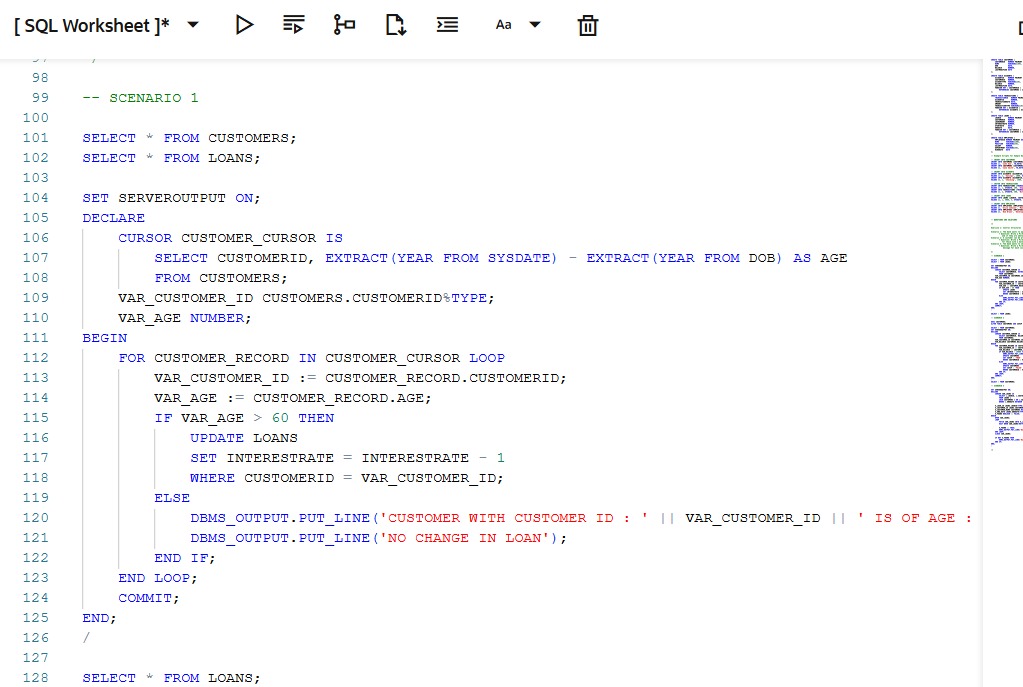 [ SQL Worksheet ]*
Aa
97 /
98
99 -- SCENARIO 1
100
101 SELECT * FROM CUSTOMERS;
102 SELECT * FROM LOANS;
103
104 SET SERVEROUTPUT ON;
105 DECLARE
106 CURSOR CUSTOMER_CURSOR IS
107 SELECT CUSTOMERID, EXTRACT(YEAR FROM SYSDATE) - EXTRACT(YEAR FROM DOB) AS AGE
108 FROM CUSTOMERS;
109 VAR_CUSTOMER_ID CUSTOMERS.CUSTOMERID%TYPE;
110 VAR_AGE NUMBER;
111 BEGIN
112 FOR CUSTOMER_RECORD IN CUSTOMER_CURSOR LOOP
113 VAR_CUSTOMER_ID := CUSTOMER_RECORD.CUSTOMERID;
114 VAR_AGE := CUSTOMER_RECORD.AGE;
115 IF VAR_AGE > 60 THEN
116 UPDATE LOANS
117 SET INTERESTRATE = INTERESTRATE - 1
118 WHERE CUSTOMERID = VAR_CUSTOMER_ID;
119 ELSE
120 DBMS_OUTPUT.PUT_LINE('CUSTOMER WITH CUSTOMER ID : ' || VAR_CUSTOMER_ID || ' IS OF AGE :
121 DBMS_OUTPUT.PUT_LINE('NO CHANGE IN LOAN');
122 END IF;
123 END LOOP;
124 COMMIT;
125 END;
126 /
127
128 SELECT * FROM LOANS;